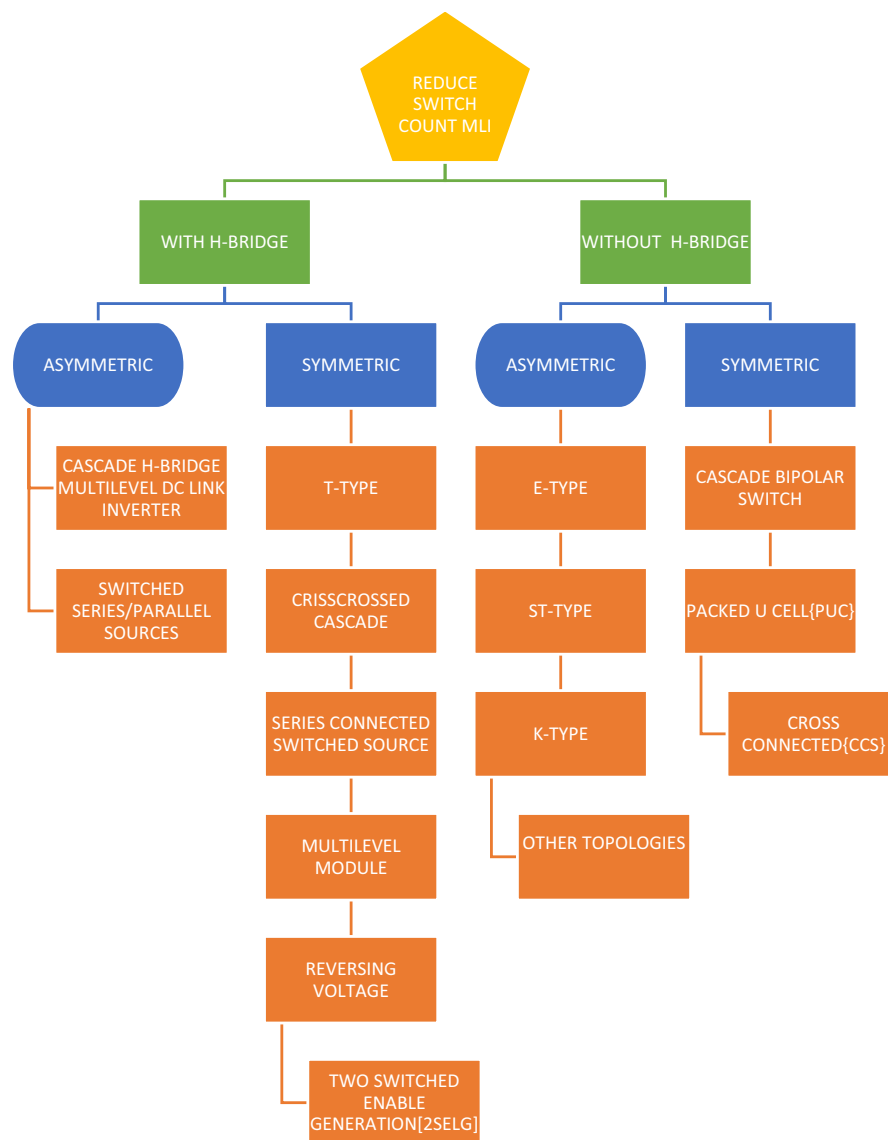 REDUCE
SWITCH
COUNT MLI
WITH H-BRIDGE
WITHOUT H-BRIDGE
ASYMMETRIC
SYMMETRIC
ASYMMETRIC
SYMMETRIC
CASCADE H-BRIDGE
MULTILEVEL DC LINK
INVERTER
T-TYPE
E-TYPE
CASCADE BIPOLAR
SWITCH
SWITCHED
SERIES/PARALLEL
SOURCES
CRISSCROSSED
CASCADE
ST-TYPE
PACKED U CELL{PUC}
SERIES CONNECTED
SWITCHED SOURCE
K-TYPE
CROSS
CONNECTED{CCS}
MULTILEVEL
MODULE
OTHER TOPOLOGIES
REVERSING
VOLTAGE
TWO SWITCHED
ENABLE
GENERATION[2SELG]